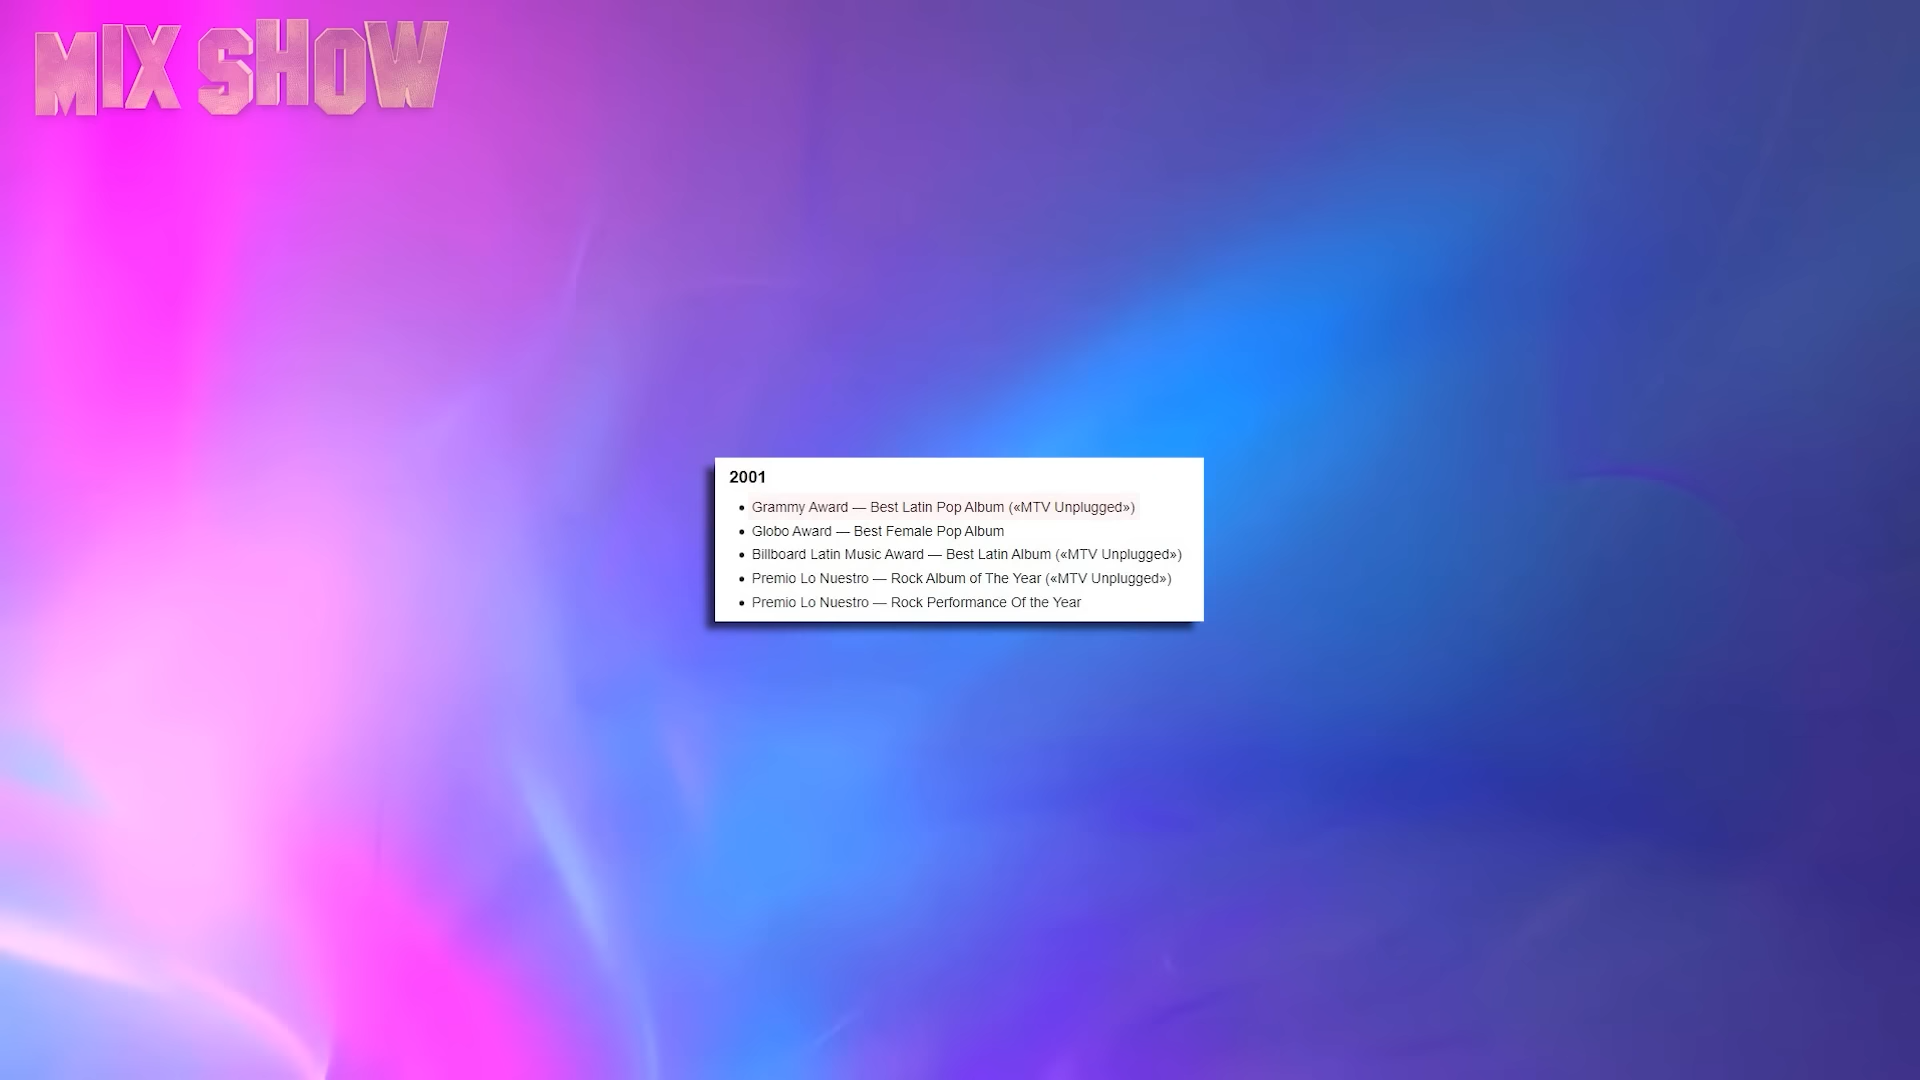 MIX SHOW
2001
Grammy Award — Best Latin Pop Album («MTV Unplugged»)
Globo Award — Best Female Pop Album
Billboard Latin Music Award — Best Latin Album («MTV Unplugged»)
Premio Lo Nuestro — Rock Album of The Year («MTV Unplugged»)
Premio Lo Nuestro — Rock Performance Of the Year